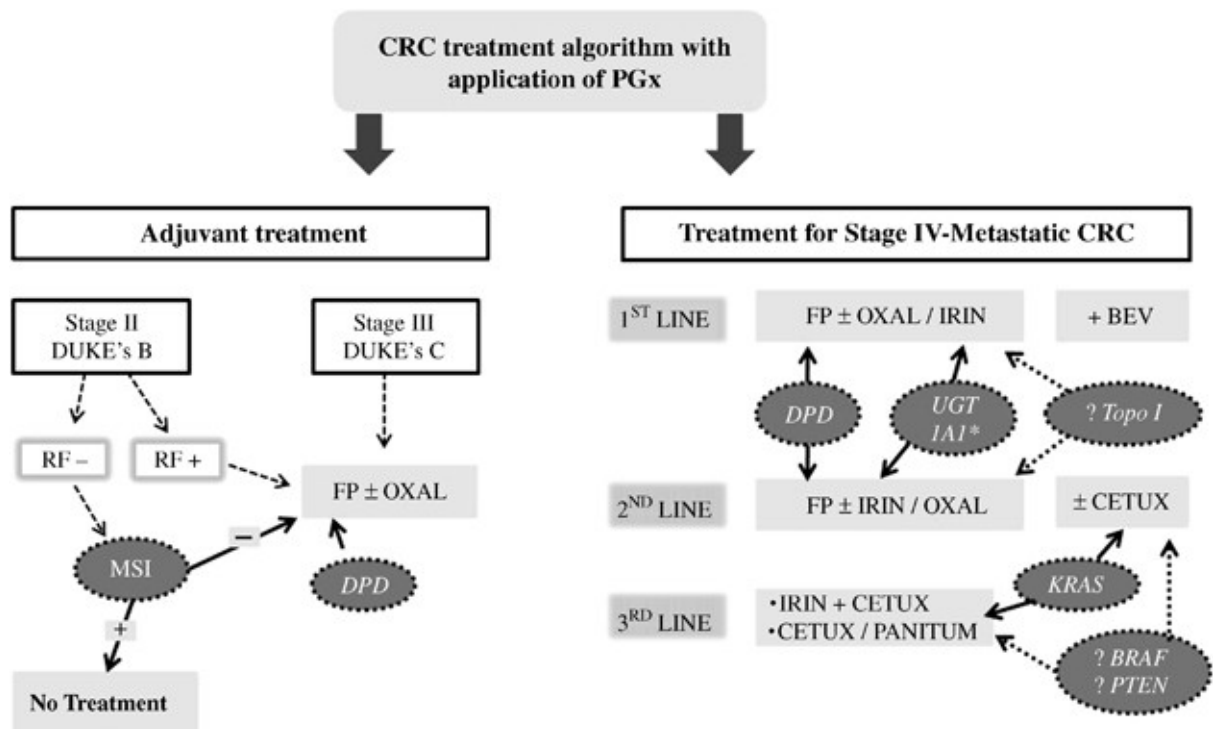 CRC treatment algorithm with
application of PGx
Adjuvant treatment
Stage II
DUKE's B
Stage III
DUKE's C
RF –
RF +
FP ± OXAL
MSI
–
DPD
+
No Treatment
Treatment for Stage IV-Metastatic CRC
1ST LINE
FP ± OXAL / IRIN
+ BEV
DPD
UGT
1A1*
? Topo I
2ND LINE
FP ± IRIN / OXAL
± CETUX
KRAS
3RD LINE
•IRIN + CETUX
•CETUX / PANITUM
? BRAF
? PTEN